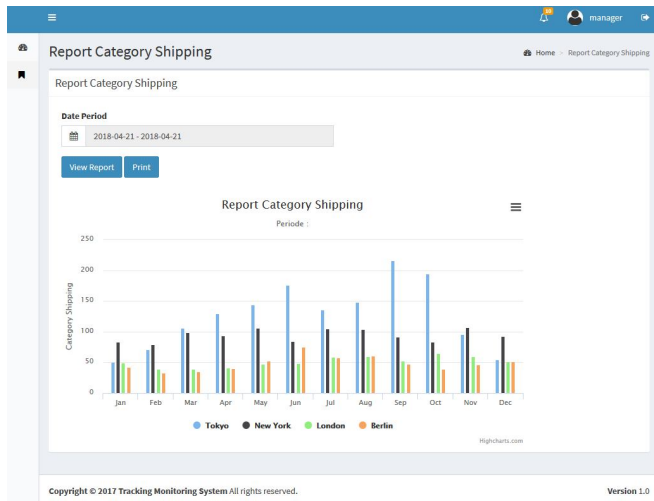 10
manager
Report Category Shipping
Home > Report Category Shipping
Report Category Shipping
Date Period
2018-04-21 - 2018-04-21
View Report Print
Report Category Shipping
Periode :
Category Shipping
250
200
150
100
50
0
Jan Feb Mar Apr May Jun Jul Aug Sep Oct Nov Dec
Tokyo New York London Berlin
Highcharts.com
Copyright © 2017 Tracking Monitoring System All rights reserved.
Version 1.0